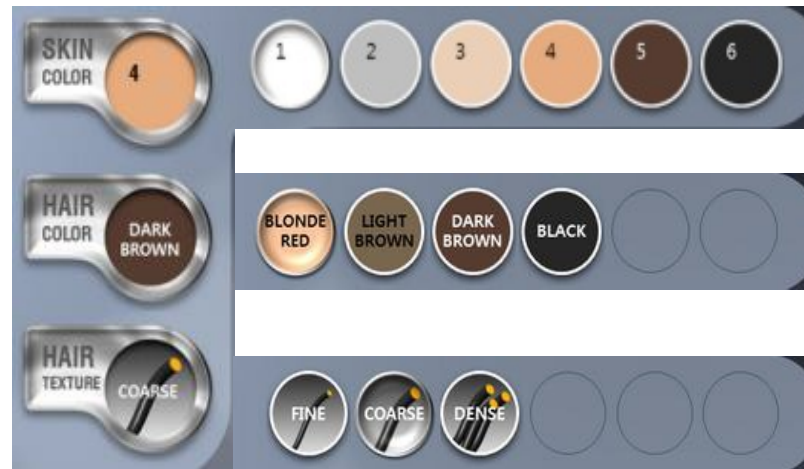 SKIN
COLOR
4
1
2
3
4
5
6
HAIR
COLOR
DARK
BROWN
BLONDE
RED
LIGHT
BROWN
DARK
BROWN
BLACK
HAIR
TEXTURE
COARSE
FINE
COARSE
DENSE